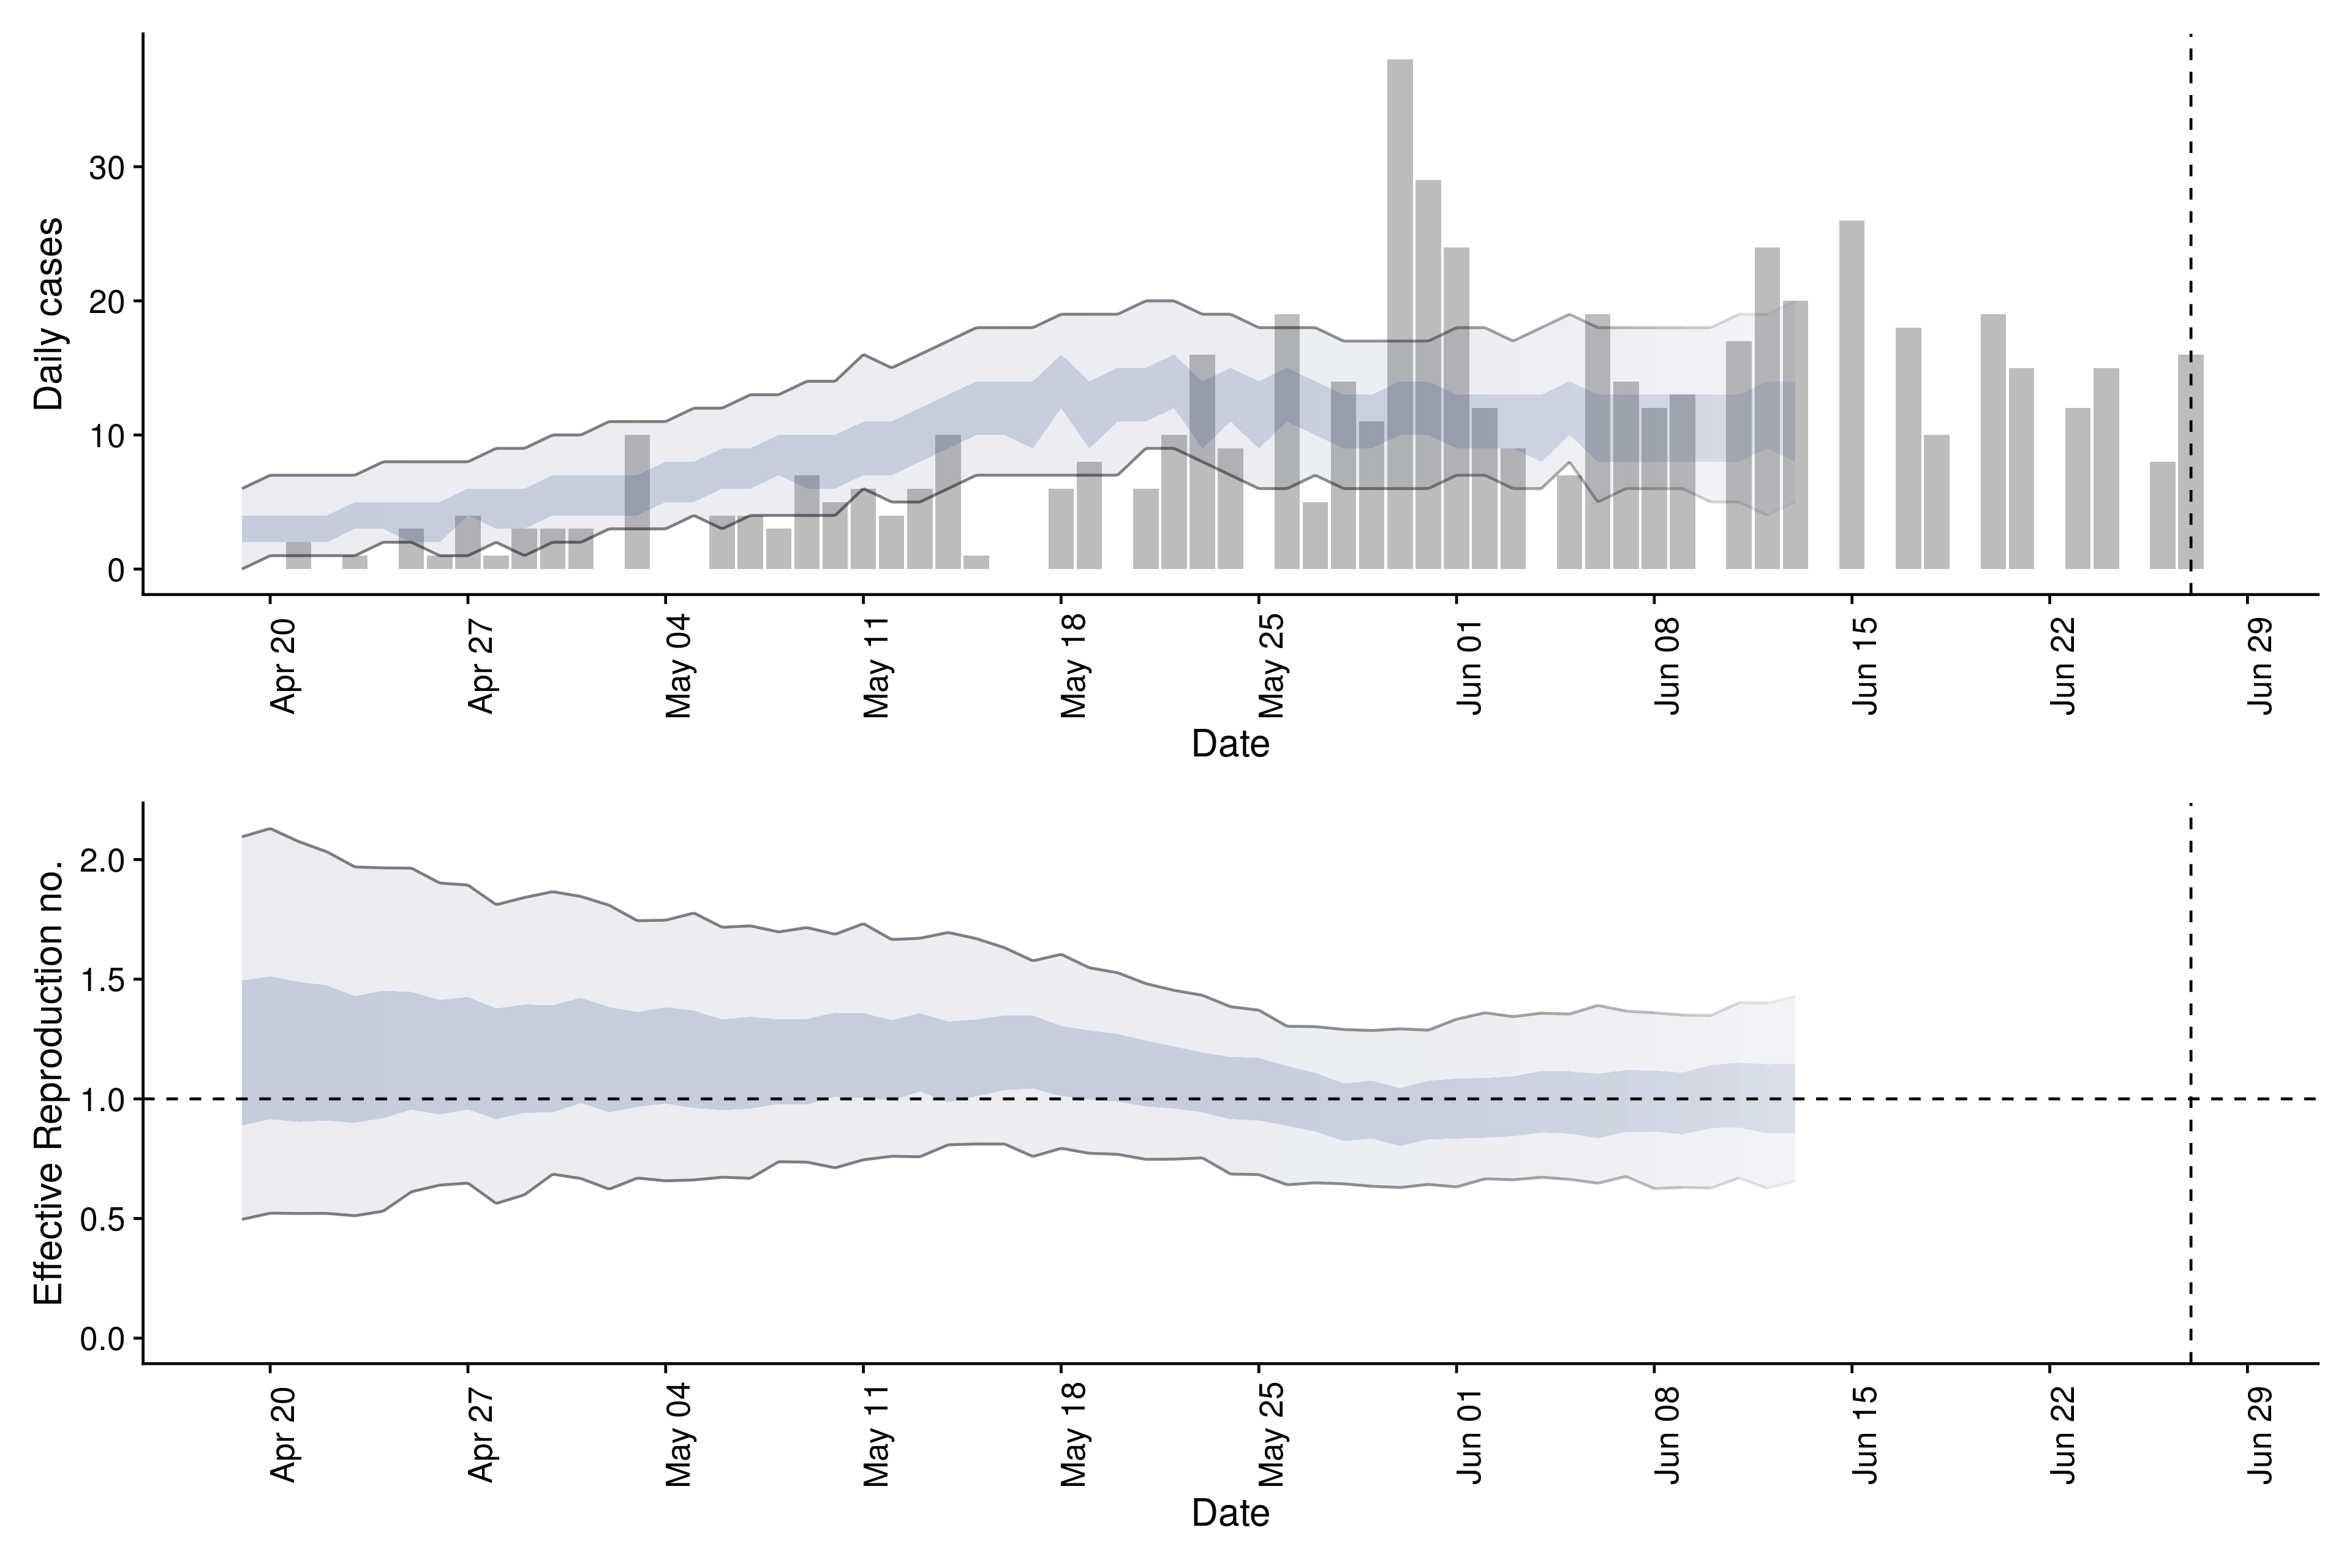 Daily cases
30
20
10
0
Apr 20
Apr 27
May 04
May 11
May 18
May 25
Jun 01
Jun 08
Jun 15
Jun 22
Jun 29
Date
Effective Reproduction no.
2.0
1.5
1.0
0.5
0.0
Apr 20
Apr 27
May 04
May 11
May 18
May 25
Jun 01
Jun 08
Jun 15
Jun 22
Jun 29
Date